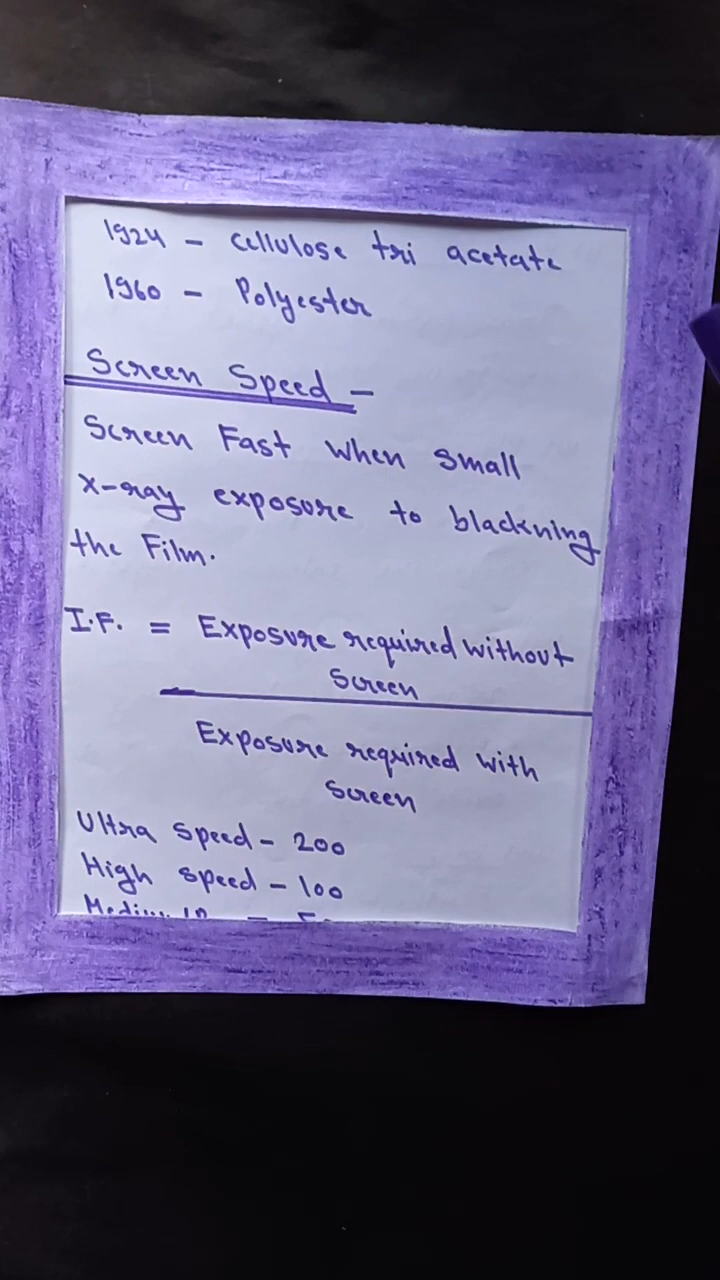 1924 - Cellulose tri acetate
1960 - Polyester
Screen Speed -
Screen Fast when small
x-ray exposure to blackning
the Film.
I.F. = Exposure required without
Screen
Exposure required with
Screen
Ultra speed - 200
High speed - 100